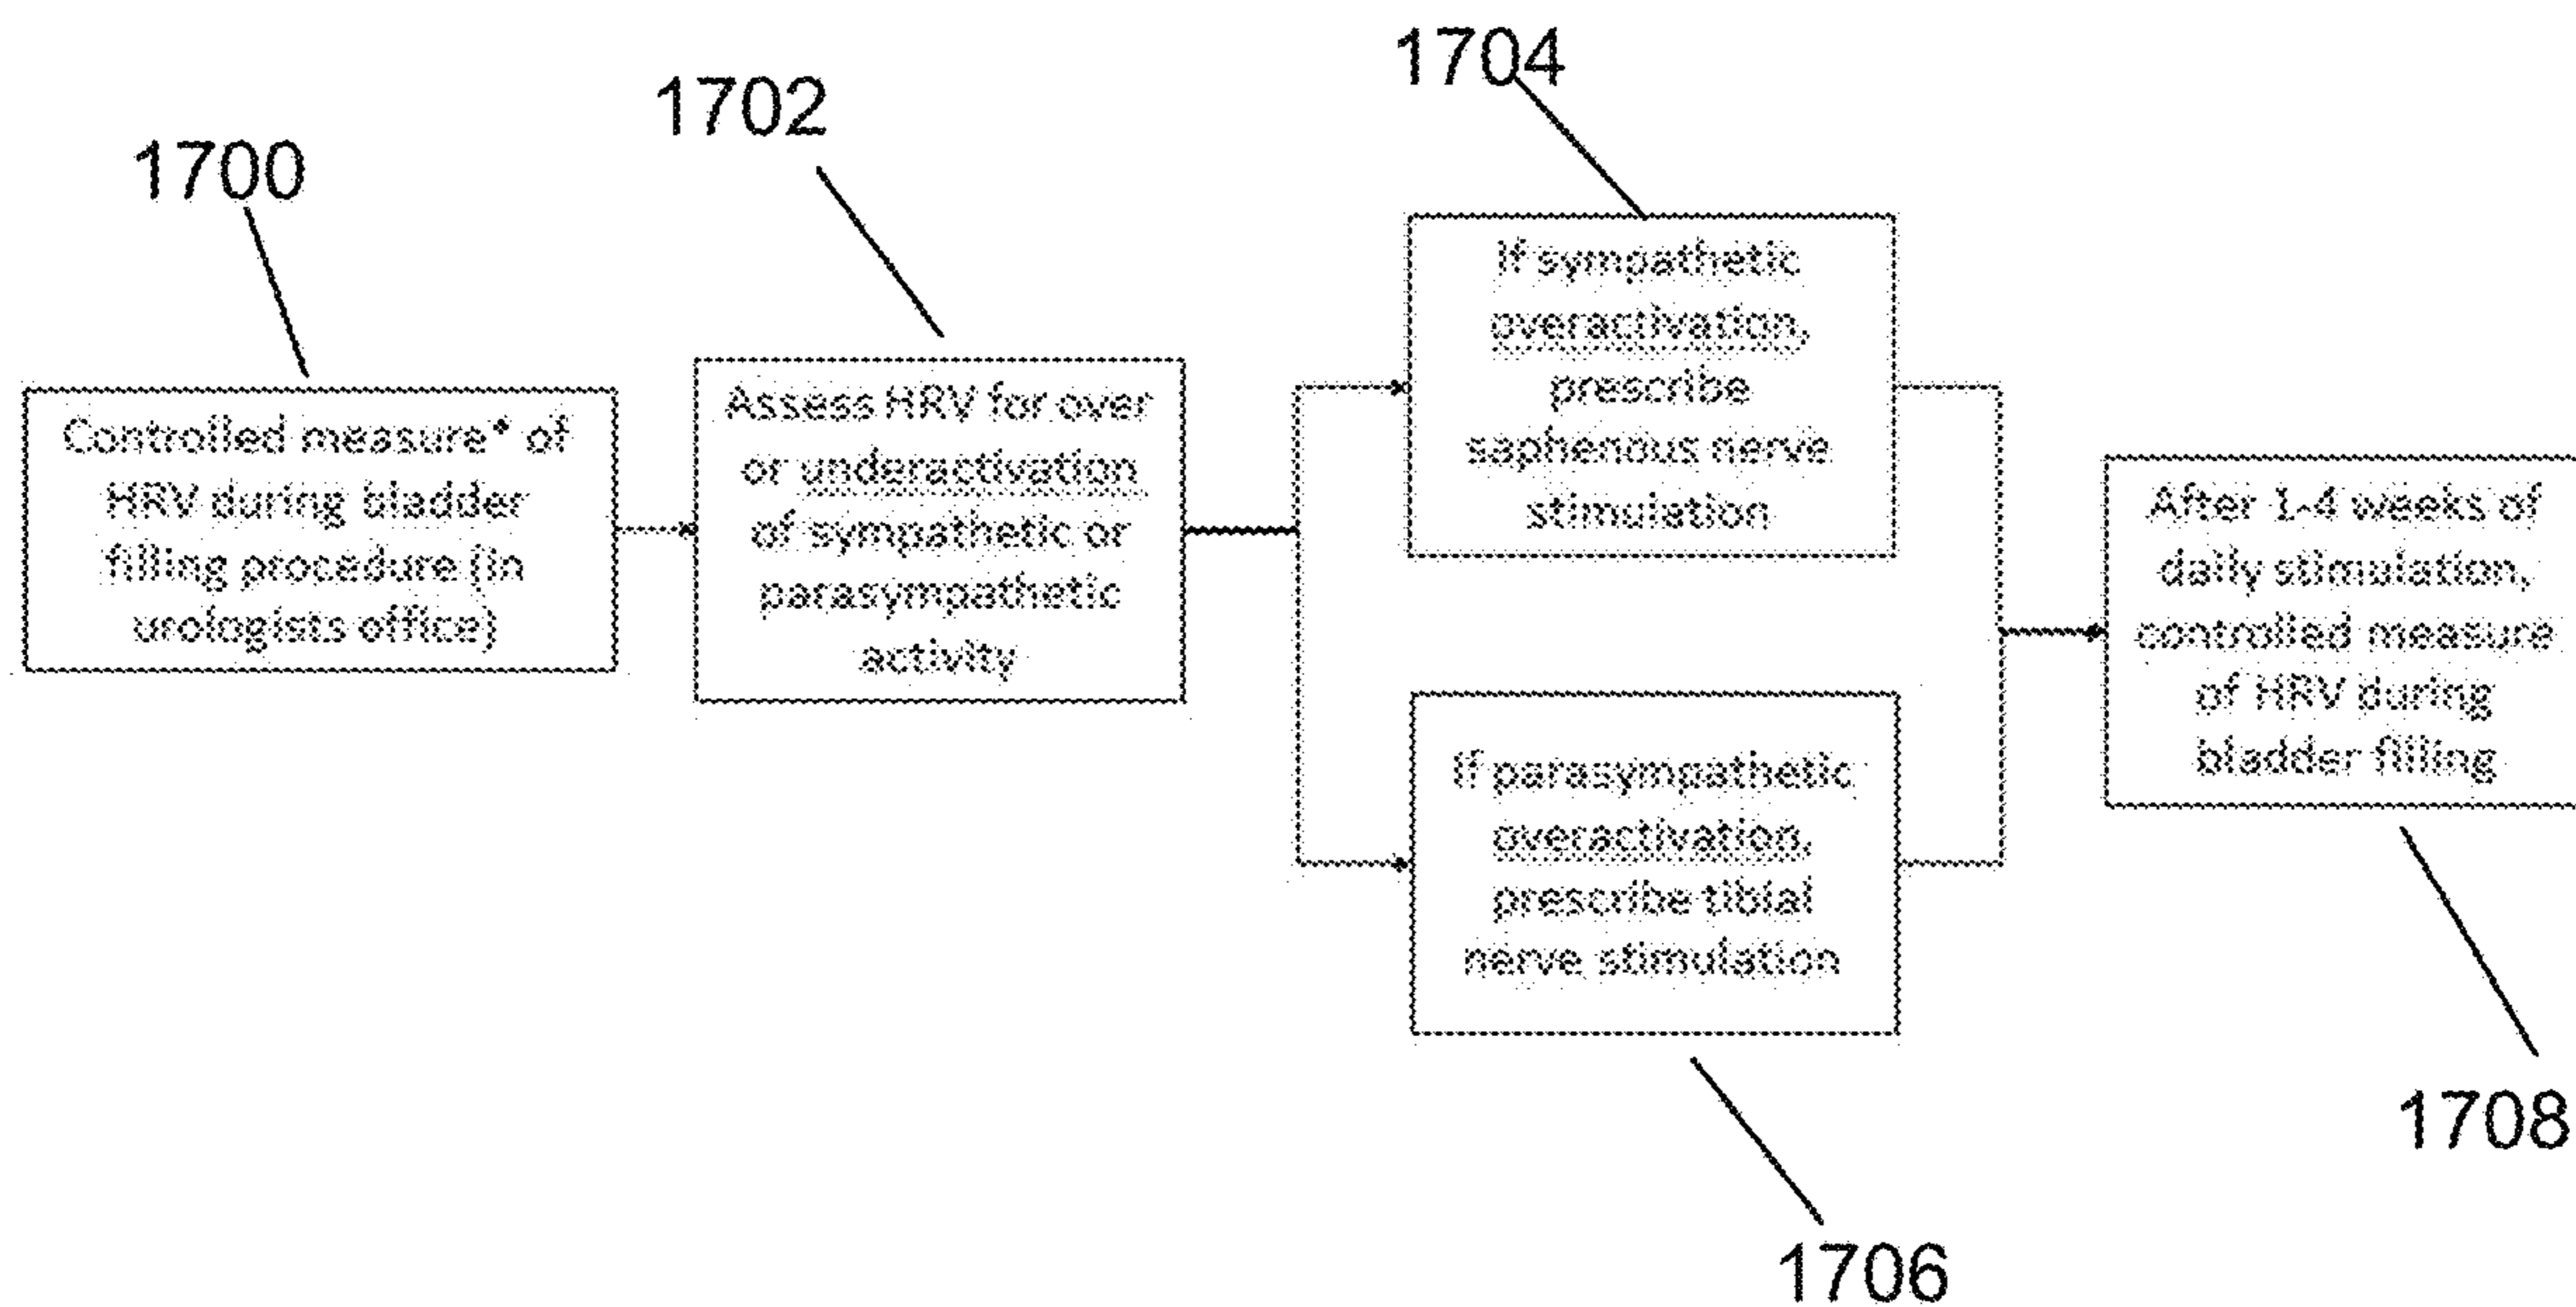 1700
Controlled measure* of
HRV during bladder
filling procedure (in
urologists office)
1702
Assess HRV for over
or underactivation
of sympathetic or
parasympathetic
activity
1704
If sympathetic
overactivation,
prescribe
saphenous nerve
stimulation
If parasympathetic
overactivation,
prescribe tibial
nerve stimulation
1706
After 1-4 weeks of
daily stimulation,
controlled measure
of HRV during
bladder filling
1708